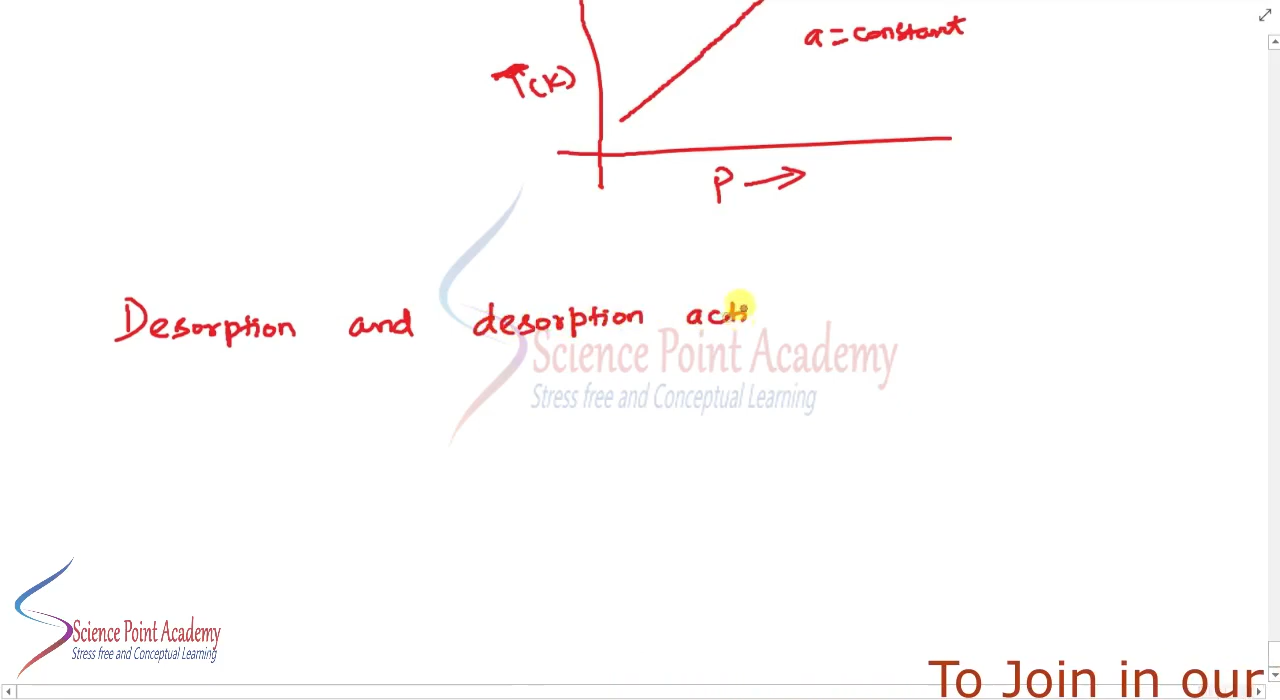 a = constant
T(K)
P →
Desorption and desorption acti
Science Point Academy
Stress free and Conceptual Learning
Science Point Academy
Stress free and Conceptual Learning
To Join in our